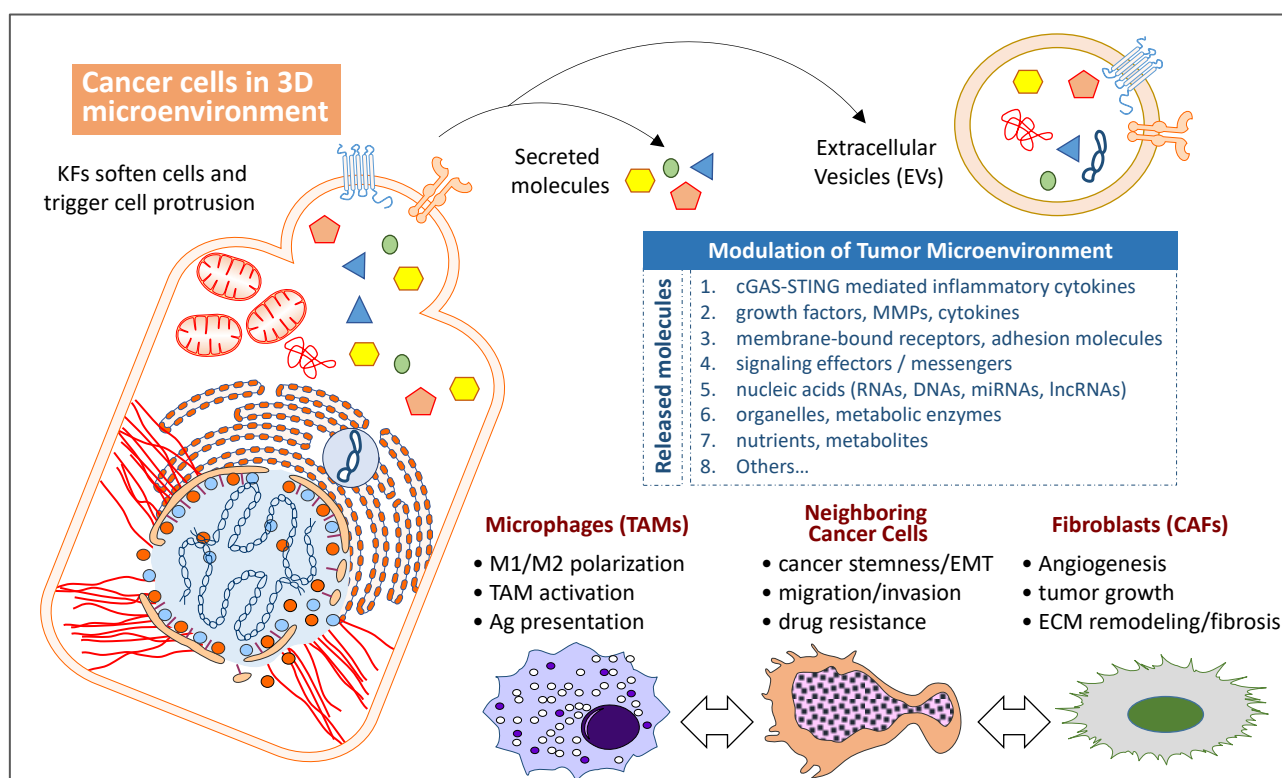 Cancer cells in 3D
microenvironment
KFs soften cells and
trigger cell protrusion
Secreted
molecules
Extracellular
Vesicles (EVs)
Modulation of Tumor Microenvironment
Released molecules
1. cGAS-STING mediated inflammatory cytokines
2. growth factors, MMPs, cytokines
3. membrane-bound receptors, adhesion molecules
4. signaling effectors / messengers
5. nucleic acids (RNAs, DNAs, miRNAs, lncRNAs)
6. organelles, metabolic enzymes
7. nutrients, metabolites
8. Others…
Microphages (TAMs)
• M1/M2 polarization
• TAM activation
• Ag presentation
Neighboring
Cancer Cells
• cancer stemness/EMT
• migration/invasion
• drug resistance
Fibroblasts (CAFs)
• Angiogenesis
• tumor growth
• ECM remodeling/fibrosis